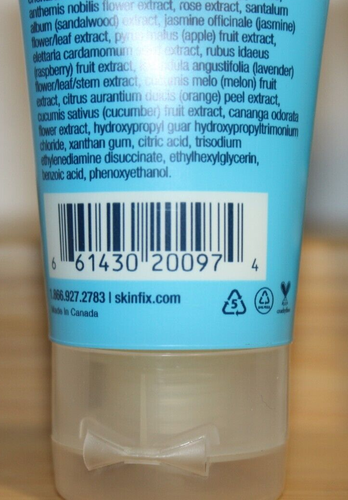 anthemis nobilis flower extract, rose extract, santalum
album (sandalwood) extract, jasmine officinale (jasmine)
flower/leaf extract, pyrus malus (apple) fruit extract,
elettaria cardamomum seed extract, rubus idaeus
(raspberry) fruit extract, lavandula angustifolia (lavender)
flower/leaf/stem extract, cucumis melo (melon) fruit
extract, citrus aurantium dulcis (orange) peel extract,
cucumis sativus (cucumber) fruit extract, cananga odorata
flower extract, hydroxypropyl guar hydroxypropyltrimonium
chloride, xanthan gum, citric acid, trisodium
ethylenediamine disuccinate, ethylhexylglycerin,
benzoic acid, phenoxyethanol.
6 61430 20097 4
1.866.927.2783 | skinfix.com
Made in Canada
5